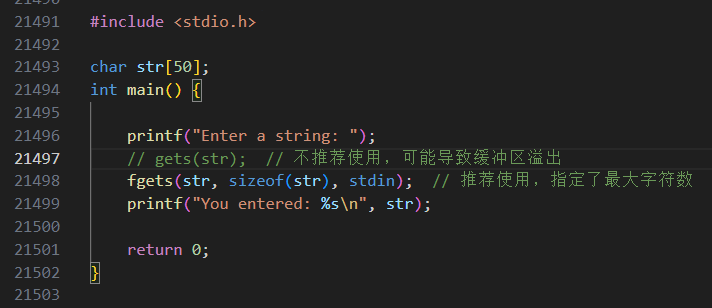 21490
21491 #include <stdio.h>
21492
21493 char str[50];
21494 int main() {
21495
21496 printf("Enter a string: ");
21497 // gets(str);  // 不推荐使用，可能导致缓冲区溢出
21498 fgets(str, sizeof(str), stdin);  // 推荐使用，指定了最大字符数
21499 printf("You entered: %s\n", str);
21500
21501 return 0;
21502 }
21503